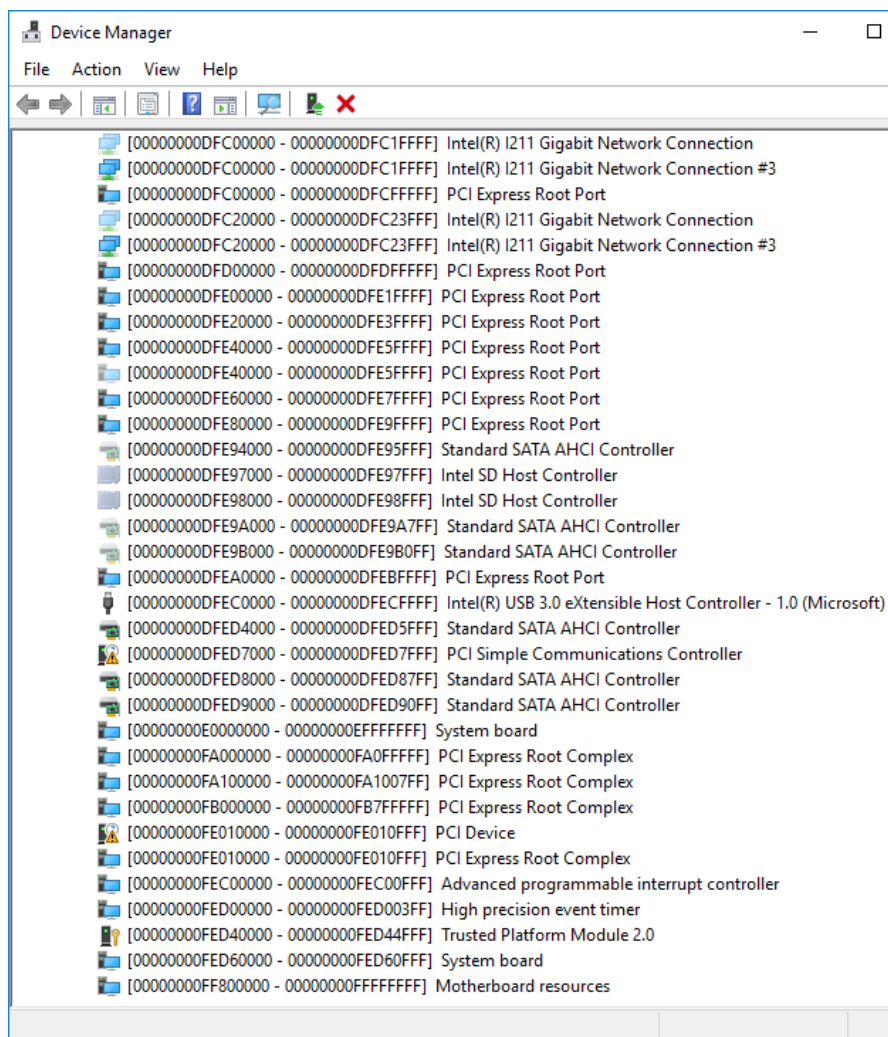 Device Manager
File Action View Help
[00000000DFC00000 - 00000000DFC1FFFF] Intel(R) I211 Gigabit Network Connection
[00000000DFC00000 - 00000000DFC1FFFF] Intel(R) I211 Gigabit Network Connection #3
[00000000DFC00000 - 00000000DFCFFFFF] PCI Express Root Port
[00000000DFC20000 - 00000000DFC23FFF] Intel(R) I211 Gigabit Network Connection
[00000000DFC20000 - 00000000DFC23FFF] Intel(R) I211 Gigabit Network Connection #3
[00000000DFD00000 - 00000000DFDFFFFF] PCI Express Root Port
[00000000DFE00000 - 00000000DFE1FFFF] PCI Express Root Port
[00000000DFE20000 - 00000000DFE3FFFF] PCI Express Root Port
[00000000DFE40000 - 00000000DFE5FFFF] PCI Express Root Port
[00000000DFE40000 - 00000000DFE5FFFF] PCI Express Root Port
[00000000DFE60000 - 00000000DFE7FFFF] PCI Express Root Port
[00000000DFE80000 - 00000000DFE9FFFF] PCI Express Root Port
[00000000DFE94000 - 00000000DFE95FFF] Standard SATA AHCI Controller
[00000000DFE97000 - 00000000DFE97FFF] Intel SD Host Controller
[00000000DFE98000 - 00000000DFE98FFF] Intel SD Host Controller
[00000000DFE9A000 - 00000000DFE9A7FF] Standard SATA AHCI Controller
[00000000DFE9B000 - 00000000DFE9B0FF] Standard SATA AHCI Controller
[00000000DFEA0000 - 00000000DFEBFFFF] PCI Express Root Port
[00000000DFEC0000 - 00000000DFECFFFF] Intel(R) USB 3.0 eXtensible Host Controller - 1.0 (Microsoft)
[00000000DFED4000 - 00000000DFED5FFF] Standard SATA AHCI Controller
[00000000DFED7000 - 00000000DFED7FFF] PCI Simple Communications Controller
[00000000DFED8000 - 00000000DFED87FF] Standard SATA AHCI Controller
[00000000DFED9000 - 00000000DFED90FF] Standard SATA AHCI Controller
[00000000E0000000 - 00000000EFFFFFFF] System board
[00000000FA000000 - 00000000FA0FFFFF] PCI Express Root Complex
[00000000FA100000 - 00000000FA1007FF] PCI Express Root Complex
[00000000FB000000 - 00000000FB7FFFFF] PCI Express Root Complex
[00000000FE010000 - 00000000FE010FFF] PCI Device
[00000000FE010000 - 00000000FE010FFF] PCI Express Root Complex
[00000000FEC00000 - 00000000FEC00FFF] Advanced programmable interrupt controller
[00000000FED00000 - 00000000FED003FF] High precision event timer
[00000000FED40000 - 00000000FED44FFF] Trusted Platform Module 2.0
[00000000FED60000 - 00000000FED60FFF] System board
[00000000FF800000 - 00000000FFFFFFFF] Motherboard resources